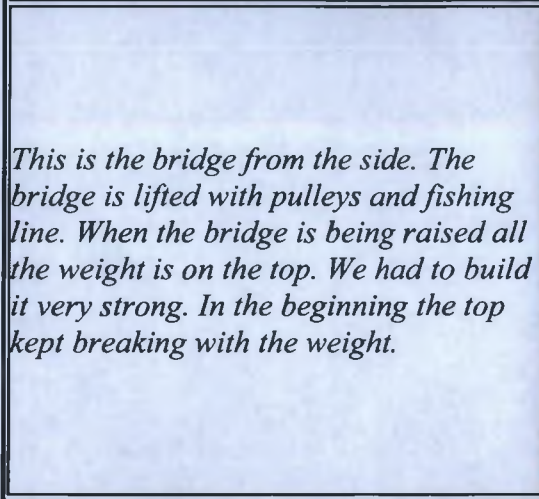 This is the bridge from the side. The
bridge is lifted with pulleys and fishing
line. When the bridge is being raised all
the weight is on the top. We had to build
it very strong. In the beginning the top
kept breaking with the weight.